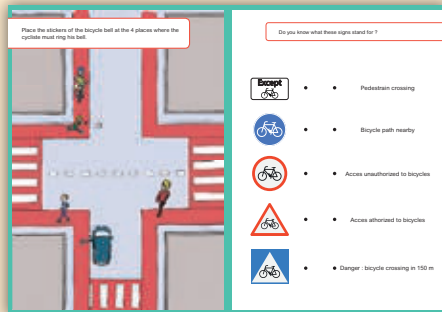 Place the stickers of the bicycle bell at the 4 places where the
cycliste must ring his bell.
Do you know what these signs stand for ?
Except
Pedestrain crossing
Bicycle path nearby
Acces unauthorized to bicycles
Acces athorized to bicycles
Danger : bicycle crossing in 150 m